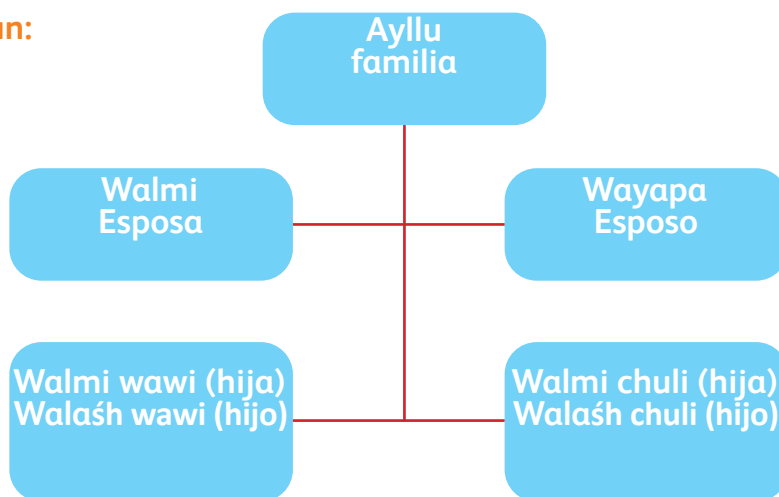 un:
Ayllu
familia
Walmi
Esposa
Wayapa
Esposo
Walmi wawi (hija)
Walaśh wawi (hijo)
Walmi chuli (hija)
Walaśh chuli (hijo)